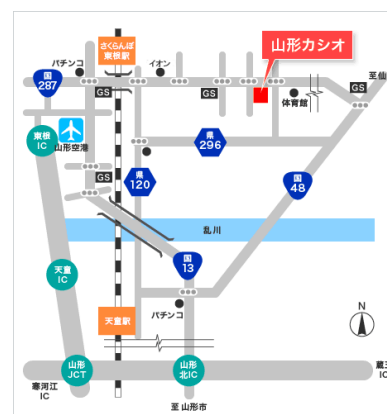 山形カシオ
さくらんぼ
東根駅
パチンコ
イオン
国
287
GS
GS
体育館
GS
至仙
東根
IC
山形空港
県
296
GS
県
120
国
48
乱川
国
13
天童
IC
天童駅
パチンコ
N
山形
JCT
山形
北IC
寒河江
IC
蔵王
IC
至山形市